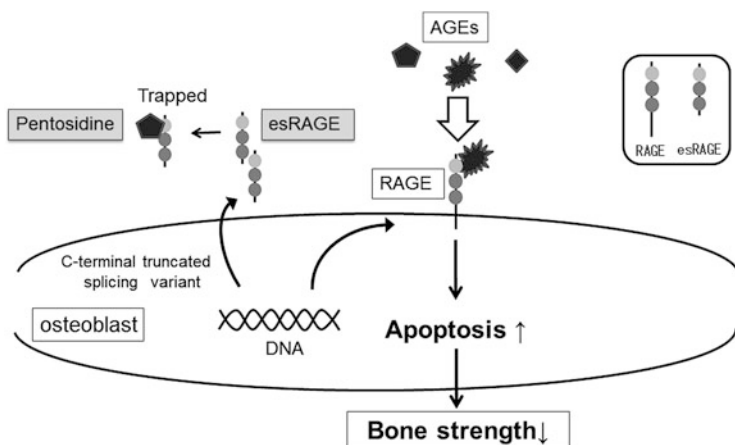 AGEs
Trapped
Pentosidine
esRAGE
RAGE
esRAGE
RAGE
C-terminal truncated
splicing variant
osteoblast
DNA
Apoptosis ↑
Bone strength↓